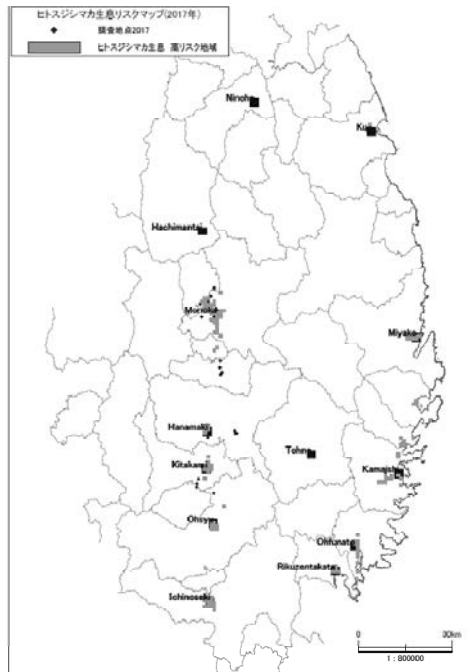 ヒトスジシマカ生息リスクマップ(2017年)
調査地点2017
ヒトスジシマカ生息 高リスク地域
Ninohe
Kuji
Hachimantai
Morioka
Miyako
Hanamaki
Tohno
Kitakami
Kamaishi
Ohsyu
Ohfunato
Rikuzentakata
Ichinoseki
0 30km
1 : 800000